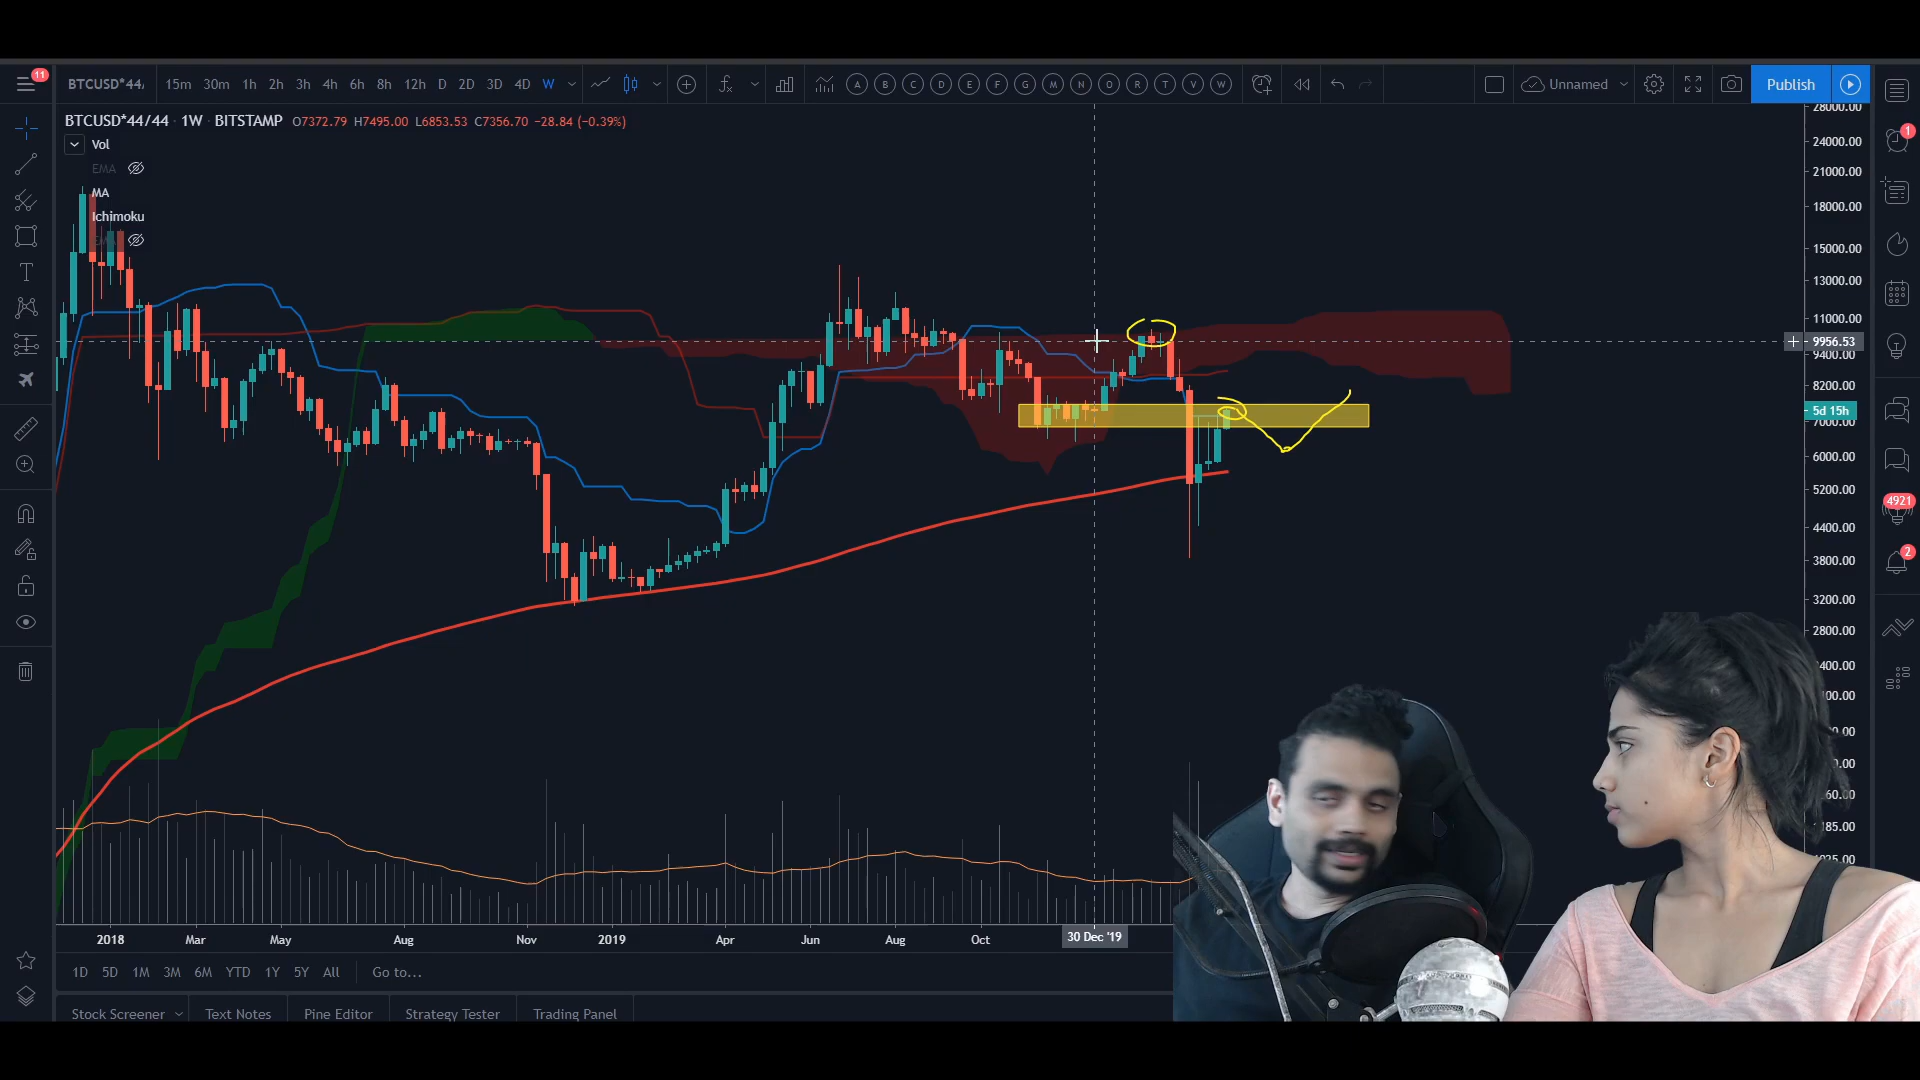 11
BTCUSD*44/ 15m 30m 1h 2h 3h 4h 6h 8h 12h D 2D 3D 4D W A B C D E F G M N O R T V W Unnamed Publish
BTCUSD*44/44 · 1W · BITSTAMP O7372.79 H7495.00 L6853.53 C7356.70 −28.84 (−0.39%)
Vol
EMA
MA
Ichimoku
28000.00
24000.00
21000.00
18000.00
15000.00
13000.00
11000.00
9956.53
9400.00
8200.00
5d 15h
7000.00
6000.00
5200.00
4400.00
3800.00
3200.00
2800.00
1
4921
2
2018 Mar May Aug Nov 2019 Apr Jun Aug Oct 30 Dec '19
1D 5D 1M 3M 6M YTD 1Y 5Y All Go to...
Stock Screener Text Notes Pine Editor Strategy Tester Trading Panel